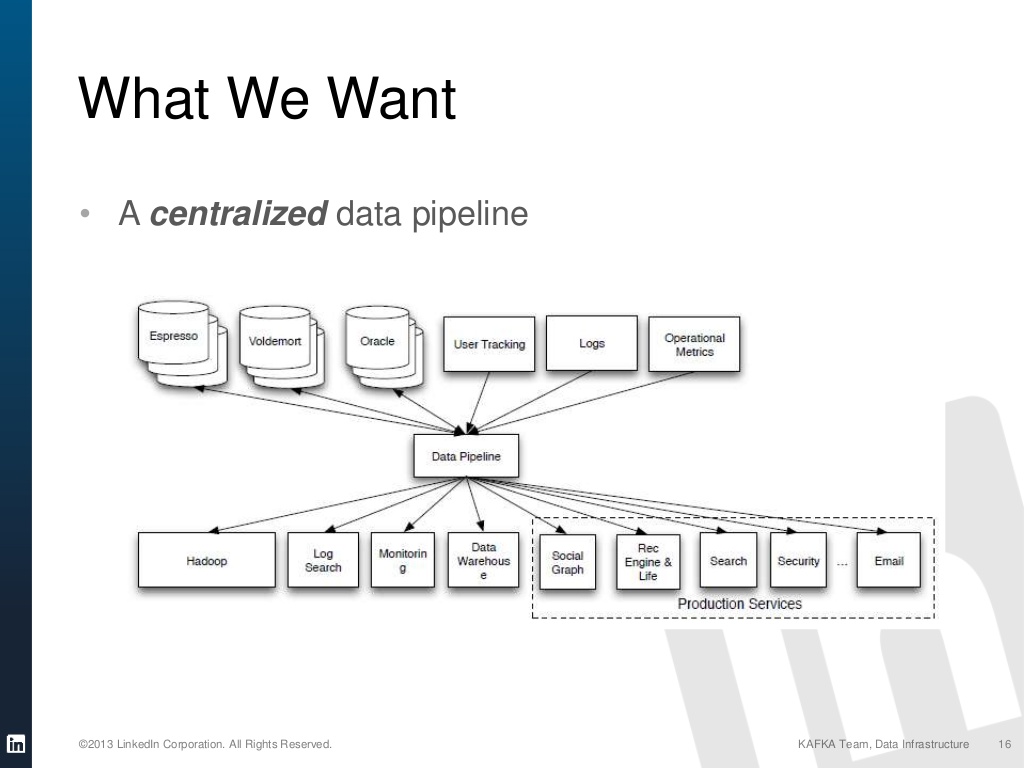 What We Want
• A centralized data pipeline
Espresso
Voldemort
Oracle
User Tracking
Logs
Operational
Metrics
Data Pipeline
Hadoop
Log
Search
Monitorin
g
Data
Warehous
e
Social
Graph
Rec
Engine &
Life
Search
Security
...
Email
Production Services
in
©2013 LinkedIn Corporation. All Rights Reserved.
KAFKA Team, Data Infrastructure
16